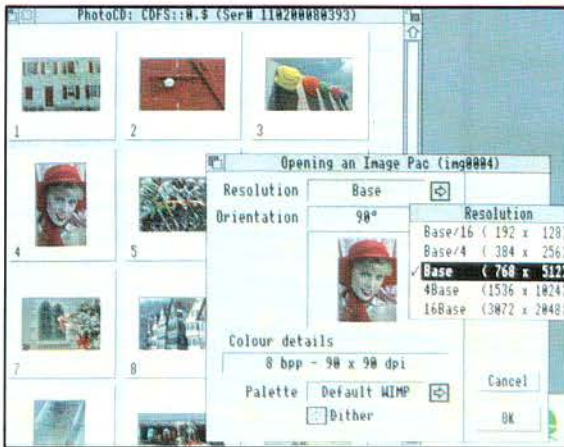 PhotoCD: CDFS::0.$ (Ser# 110200080393)
1
2
3
4
5
7
8
Opening an Image Pac (img0004)
Resolution Base
Orientation 90°
Resolution
Base/16 ( 192 x 128)
Base/4 ( 384 x 256)
✓Base ( 768 x 512)
4Base (1536 x 1024)
16Base (3072 x 2048)
Colour details
8 bpp - 90 x 90 dpi
Palette Default WIMP
Dither
Cancel
OK